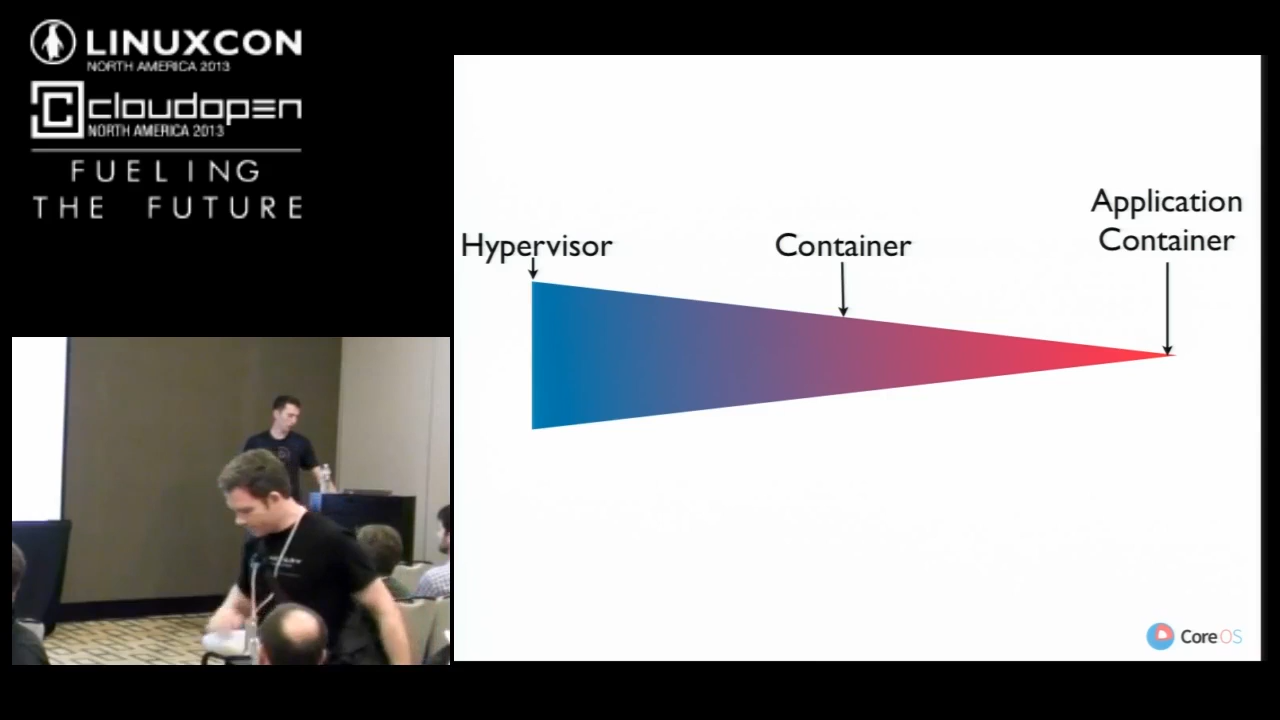 LINUXCON
NORTH AMERICA 2013
cloudopen
NORTH AMERICA 2013
FUELING
THE FUTURE
Hypervisor
Container
Application
Container
CoreOS